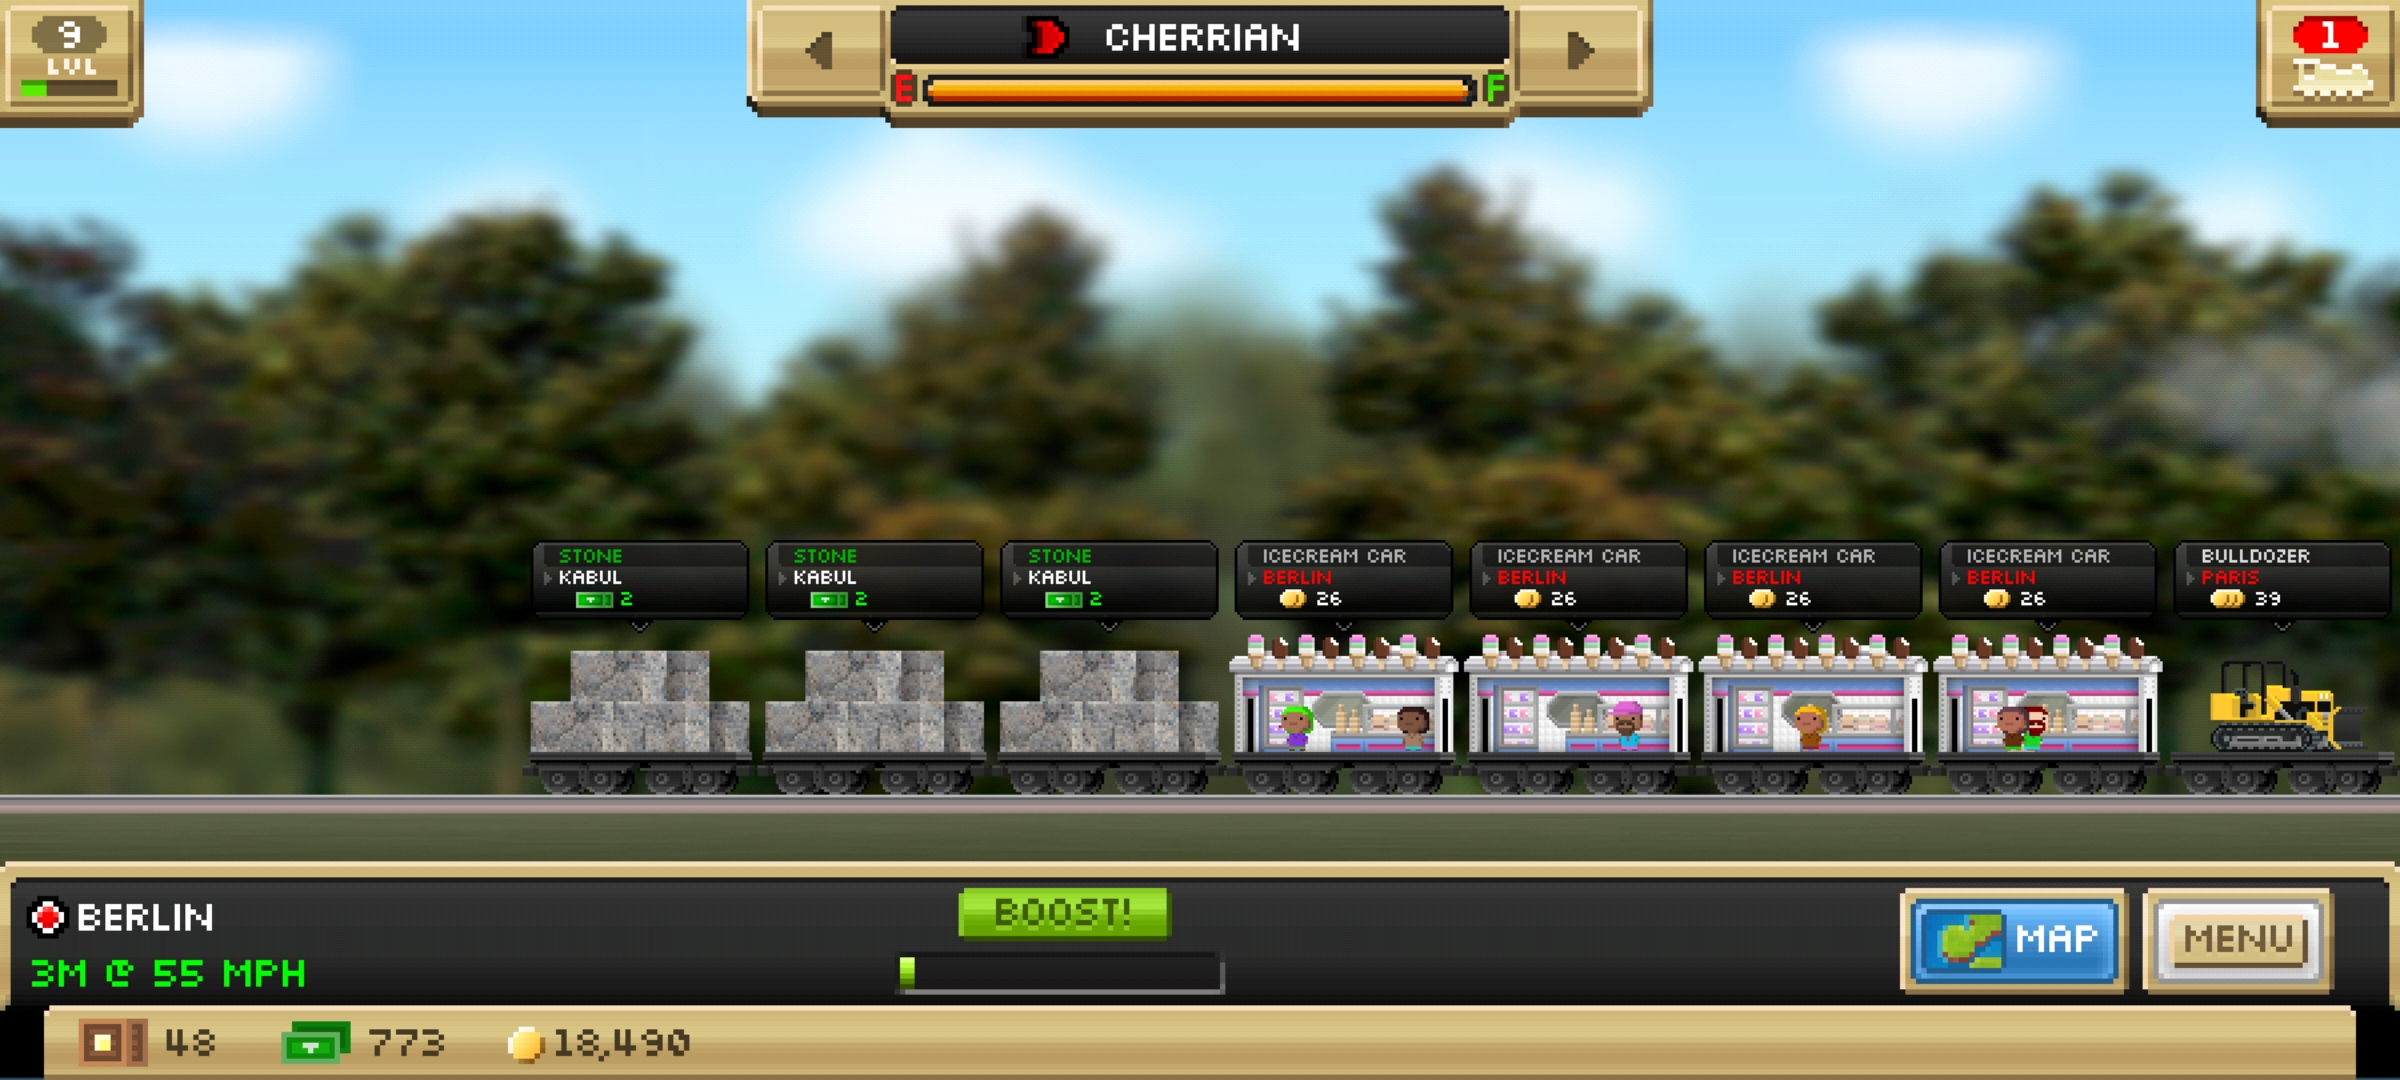 9
LVL
CHERRIAN
E
F
1
STONE
KABUL
2
STONE
KABUL
2
STONE
KABUL
2
ICECREAM CAR
BERLIN
26
ICECREAM CAR
BERLIN
26
ICECREAM CAR
BERLIN
26
ICECREAM CAR
BERLIN
26
BULLDOZER
PARIS
39
BERLIN
3M @ 55 MPH
BOOST!
MAP
MENU
48
773
18,490